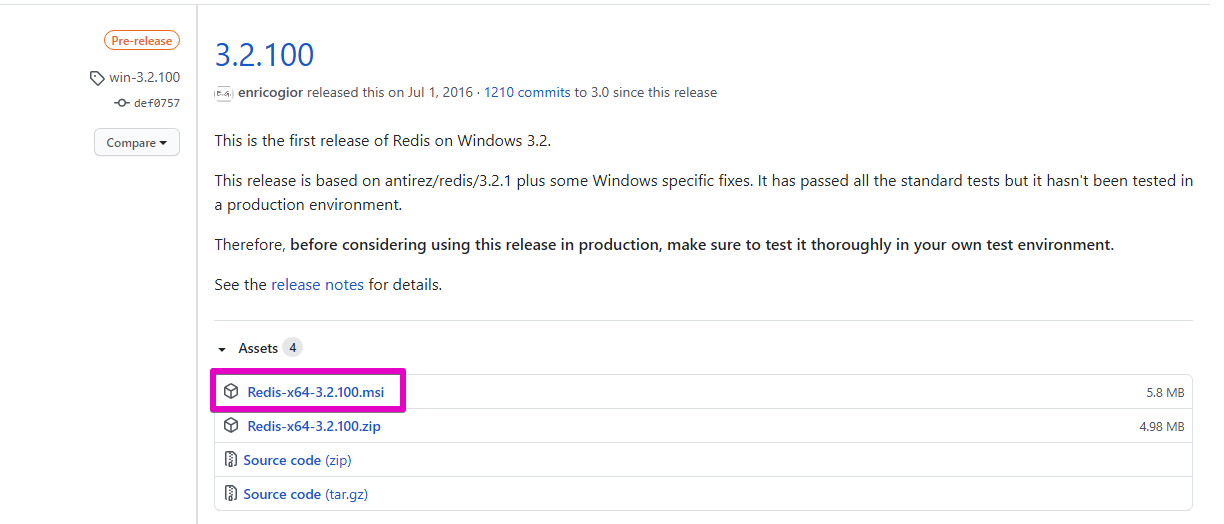 Pre-release
win-3.2.100
def0757
Compare
3.2.100
enricogior released this on Jul 1, 2016 · 1210 commits to 3.0 since this release
This is the first release of Redis on Windows 3.2.
This release is based on antirez/redis/3.2.1 plus some Windows specific fixes. It has passed all the standard tests but it hasn't been tested in
a production environment.
Therefore, before considering using this release in production, make sure to test it thoroughly in your own test environment.
See the release notes for details.
Assets 4
Redis-x64-3.2.100.msi 5.8 MB
Redis-x64-3.2.100.zip 4.98 MB
Source code (zip)
Source code (tar.gz)